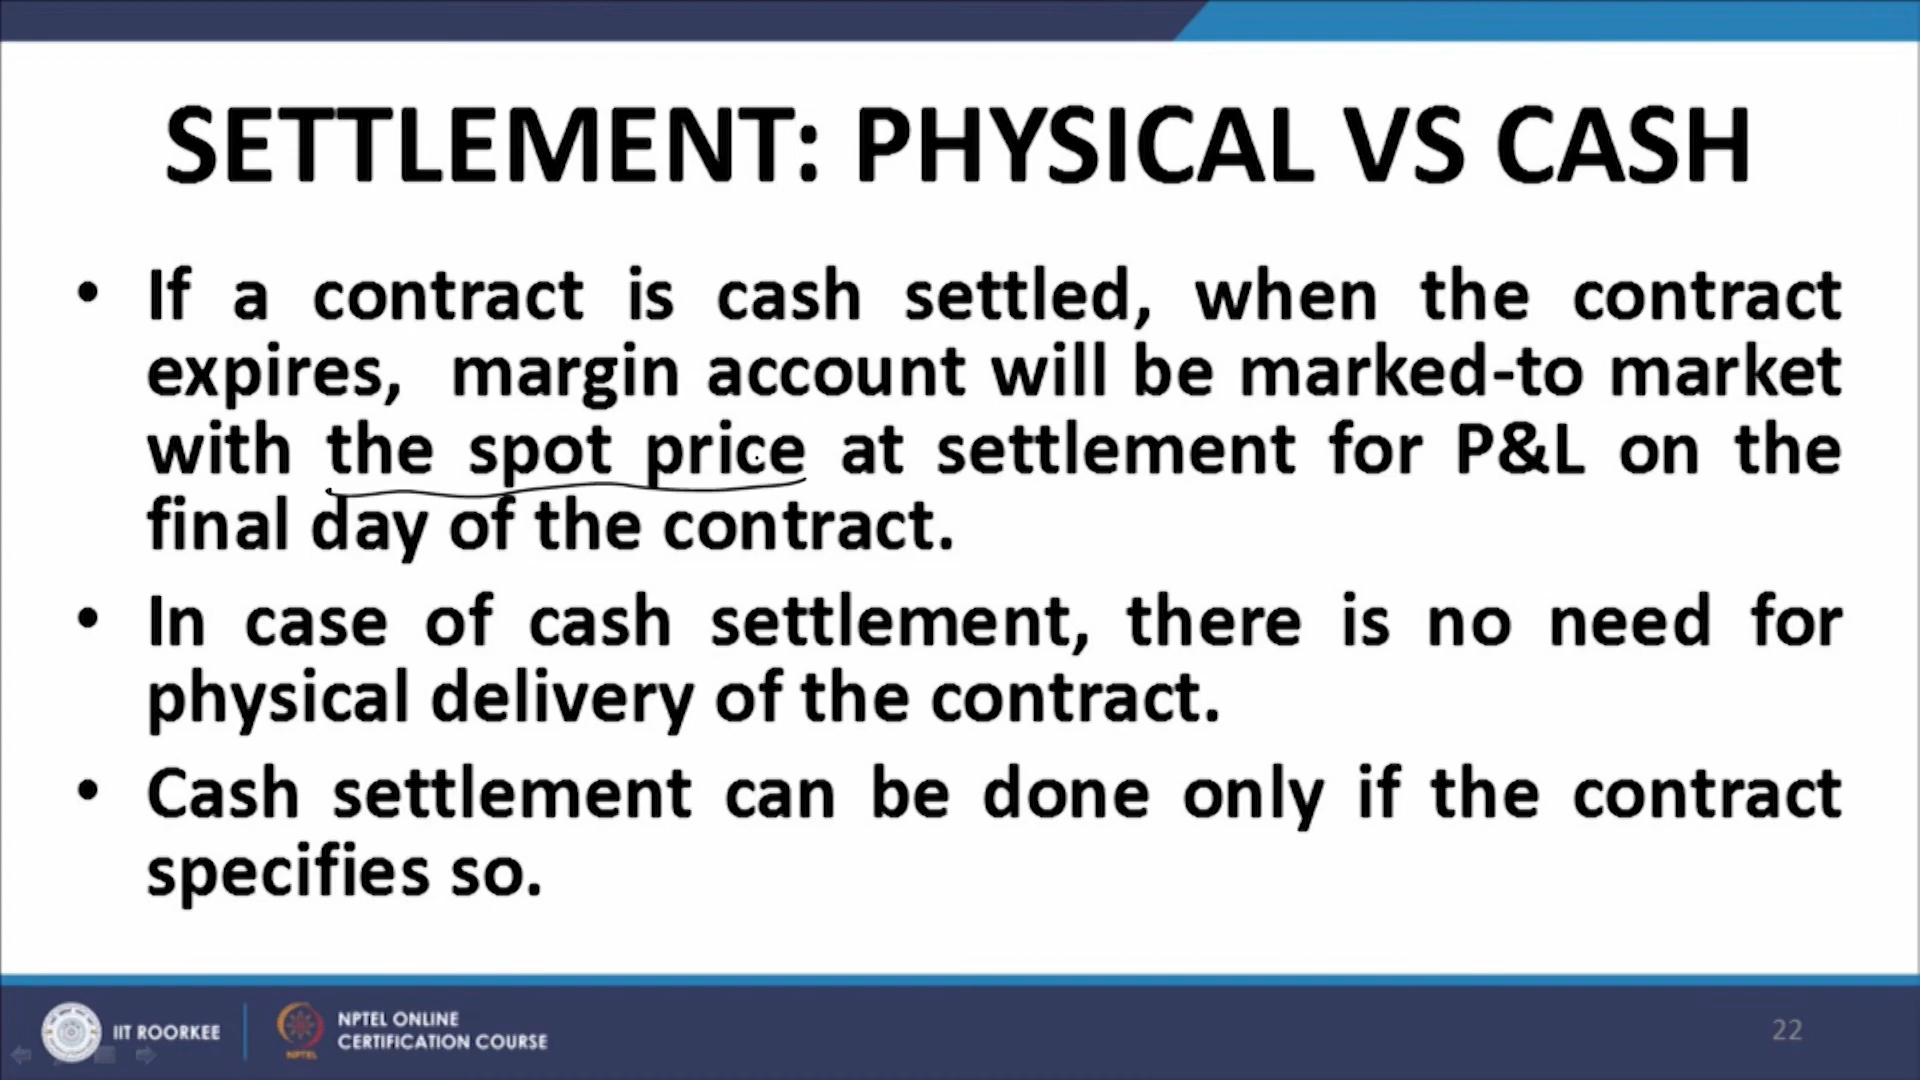 SETTLEMENT: PHYSICAL VS CASH
• If a contract is cash settled, when the contract
expires, margin account will be marked-to market
with the spot price at settlement for P&L on the
final day of the contract.
• In case of cash settlement, there is no need for
physical delivery of the contract.
• Cash settlement can be done only if the contract
specifies so.
IIT ROORKEE
NPTEL
NPTEL ONLINE
CERTIFICATION COURSE
22